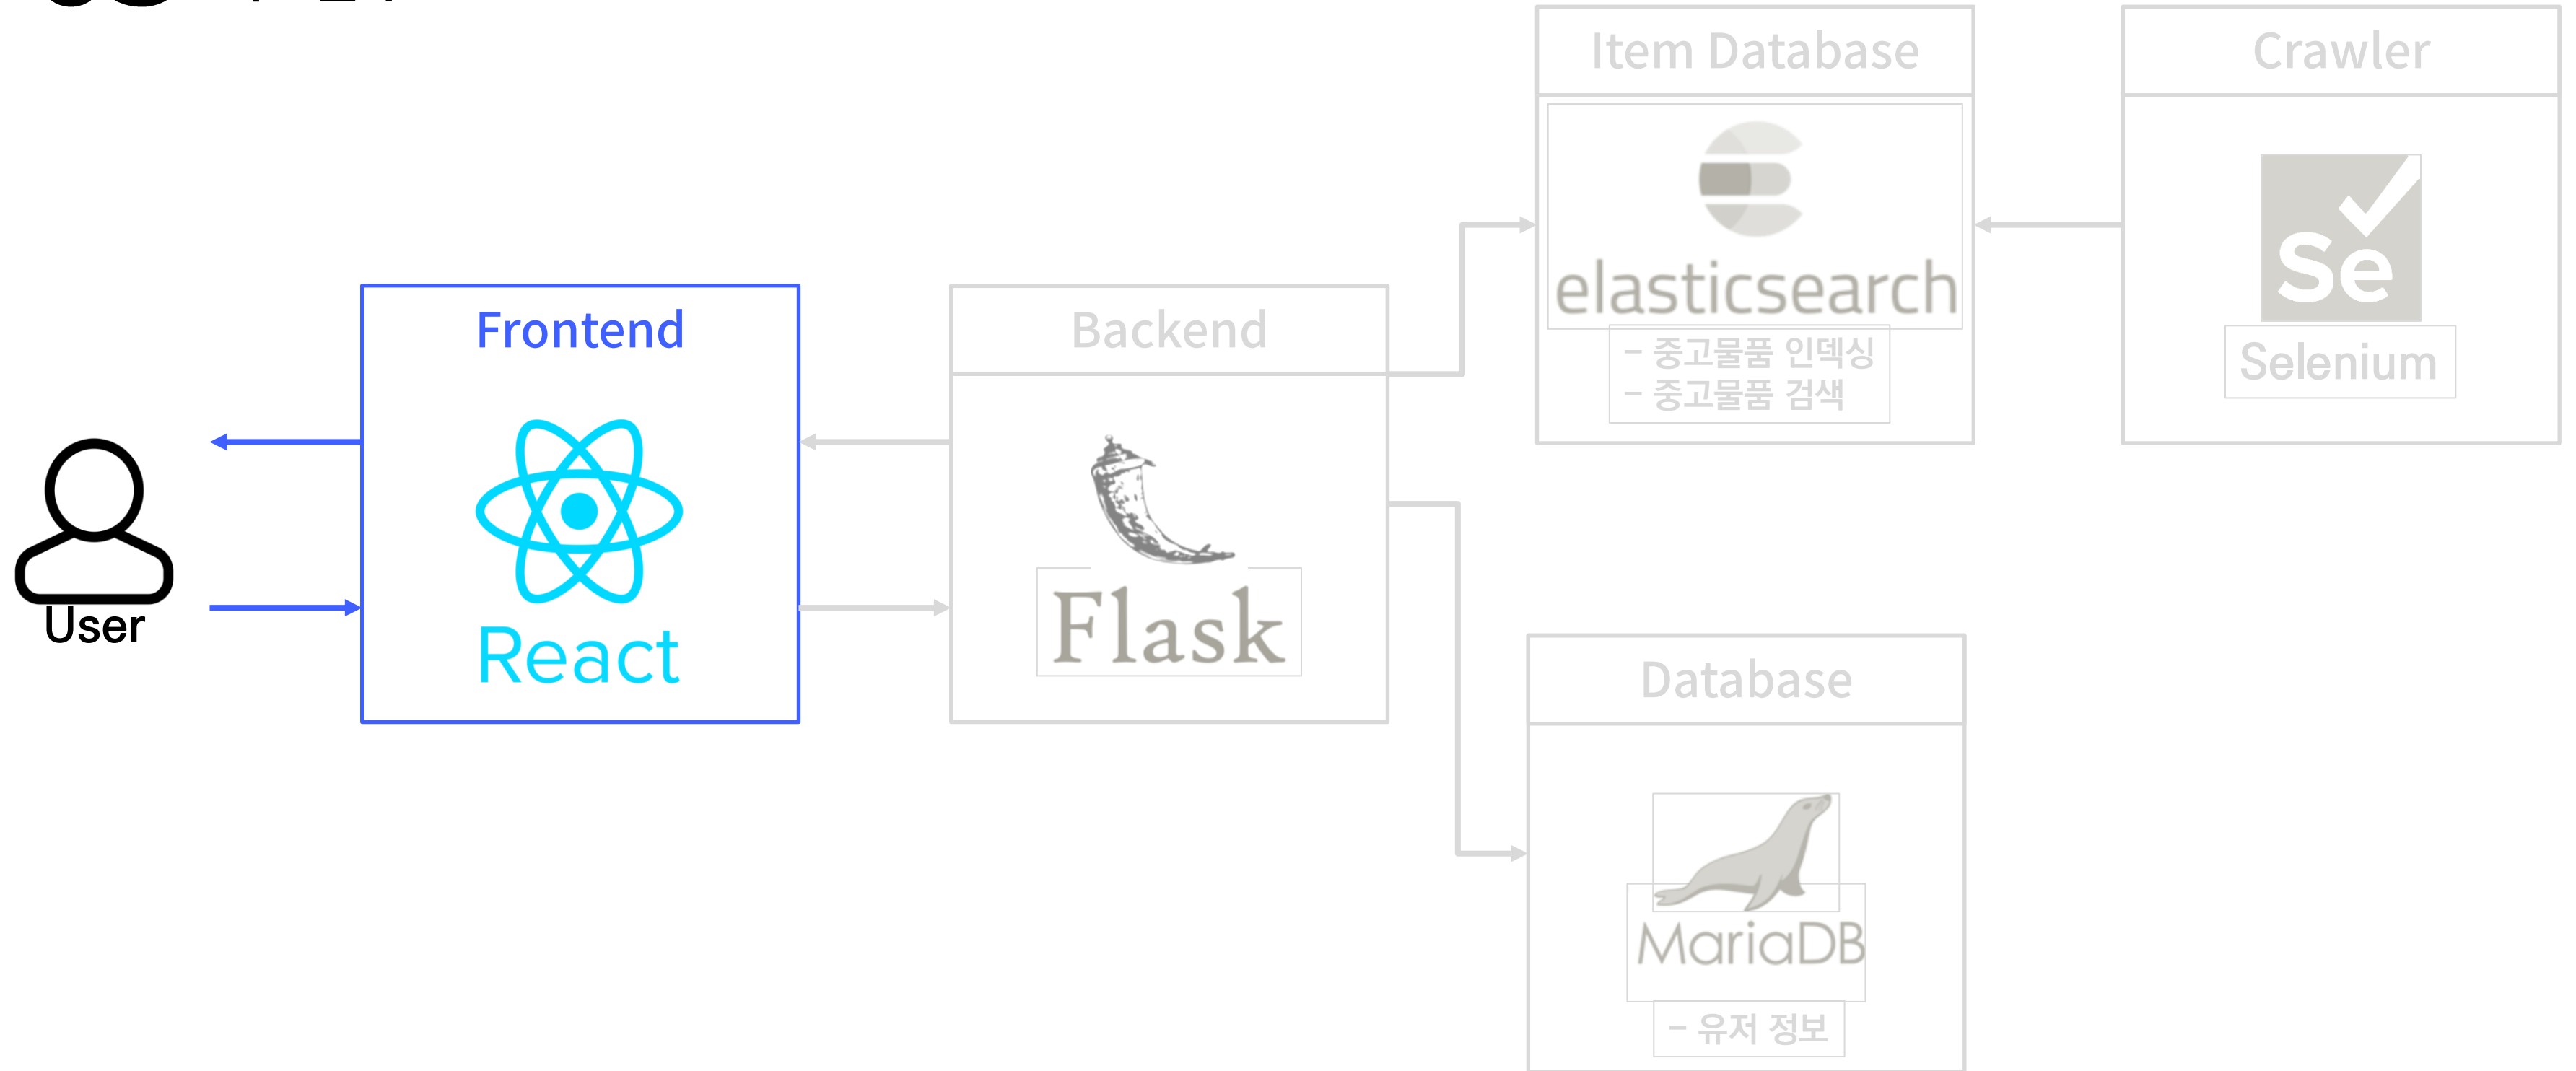 User
Frontend
React
Backend
Flask
Item Database
elasticsearch
- 중고물품 인덱싱
- 중고물품 검색
Crawler
Se
Selenium
Database
MariaDB
- 유저 정보